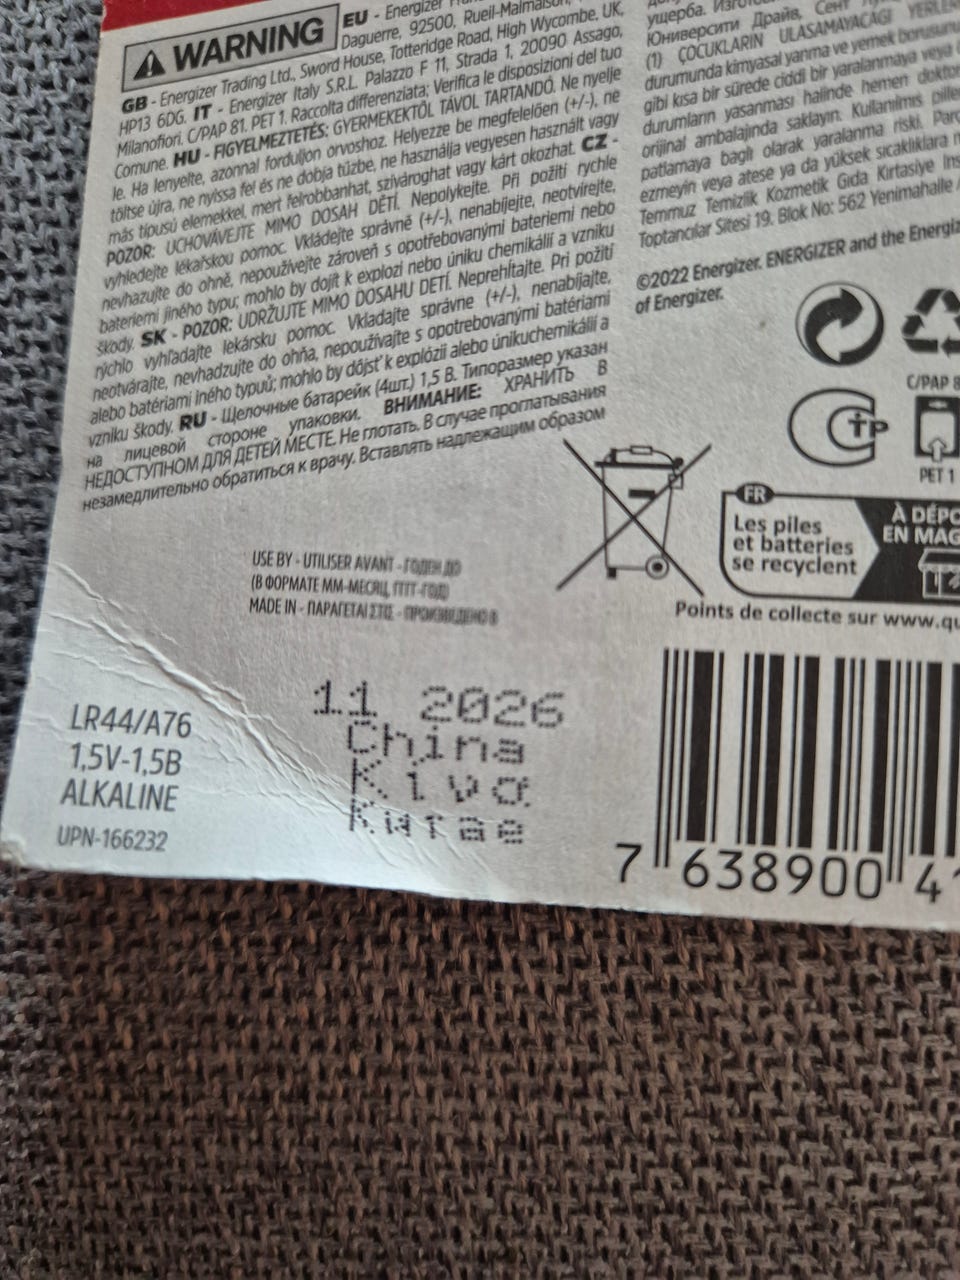 WARNING
EU - Energizer
Daguerre, 92500, Rueil-Malmaison,
GB - Energizer Trading Ltd., Sword House, Totteridge Road, High Wycombe, UK,
HP13 6DG. IT - Energizer Italy S.R.L. Palazzo F 11, Strada 1, 20090 Assago,
Milanofiori. C/PAP 81. PET 1. Raccolta differenziata; Verifica le disposizioni del tuo
Comune. HU - FIGYELMEZTETÉS: GYERMEKEKTŐL TÁVOL TARTANDÓ. Ne nyelje
le. Ha lenyelte, azonnal forduljon orvoshoz. Helyezze be megfelelően (+/-), ne
töltse újra, ne nyissa fel és ne dobja tűzbe, ne használja vegyesen használt vagy
más típusú elemekkel, mert felrobbanhat, szivároghat vagy kárt okozhat. CZ -
POZOR: UCHOVÁVEJTE MIMO DOSAH DĚTÍ. Nepolykejte. Při požití rychle
vyhledejte lékařskou pomoc. Vkládejte správně (+/-), nenabíjejte, neotvírejte,
nevhazujte do ohně, nepoužívejte zároveň s opotřebovanými bateriemi nebo
bateriemi jiného typu; mohlo by dojít k explozi nebo úniku chemikálií a vzniku
škody. SK - POZOR: UDRŽUJTE MIMO DOSAHU DETÍ. Neprehĺtajte. Pri požití
rýchlo vyhľadajte lekársku pomoc. Vkladajte správne (+/-), nenabíjajte,
neotvárajte, nevhadzujte do ohňa, nepoužívajte s opotrebovanými batériami
alebo batériami iného typuů; mohlo by dôjsť k explózii alebo únikuchemikálií a
vzniku škody. RU - Щелочные батарейк (4шт.) 1,5 В. Типоразмер указан
на лицевой стороне упаковки. ВНИМАНИЕ: ХРАНИТЬ В
НЕДОСТУПНОМ ДЛЯ ДЕТЕЙ МЕСТЕ. Не глотать. В случае проглатывания
незамедлительно обратиться к врачу. Вставлять надлежащим образом
Юниверсити Драйв, Сент
(1) ÇOCUKLARIN ULASAMAYACAGI
durumunda kimyasal yanma ve yemek borusun
gibi kısa bir sürede ciddi bir yaralanmaya veya
durumların yasanması halinde hemen doktor
orijinal ambalajında saklayın. Kullanılmıs piller
patlamaya baglı olarak yaralanma riski.
ezmeyin veya atese ya da yüksek sıcaklıklara
Temmuz Temizlik Kozmetik Gıda Kırtasiye
Toptancılar Sitesi 19. Blok No: 562 Yenimahalle
©2022 Energizer. ENERGIZER and the
of Energizer.
C/PAP
PET 1
FR
Les piles
et batteries
se recyclent
À DÉPO
EN MAG
Points de collecte sur www.qu
USE BY - UTILISER AVANT - ГОДЕН ДО
(В ФОРМАТЕ ММ-МЕСЯЦ, ГГГГ-ГОД)
MADE IN - ΠΑΡΑΓΕΤΑΙ ΣΤΙΣ - ПРОИЗВЕДЕНО В
11 2026
China
Kiva
Kurae
LR44/A76
1,5V-1,5B
ALKALINE
UPN-166232
7 638900 4